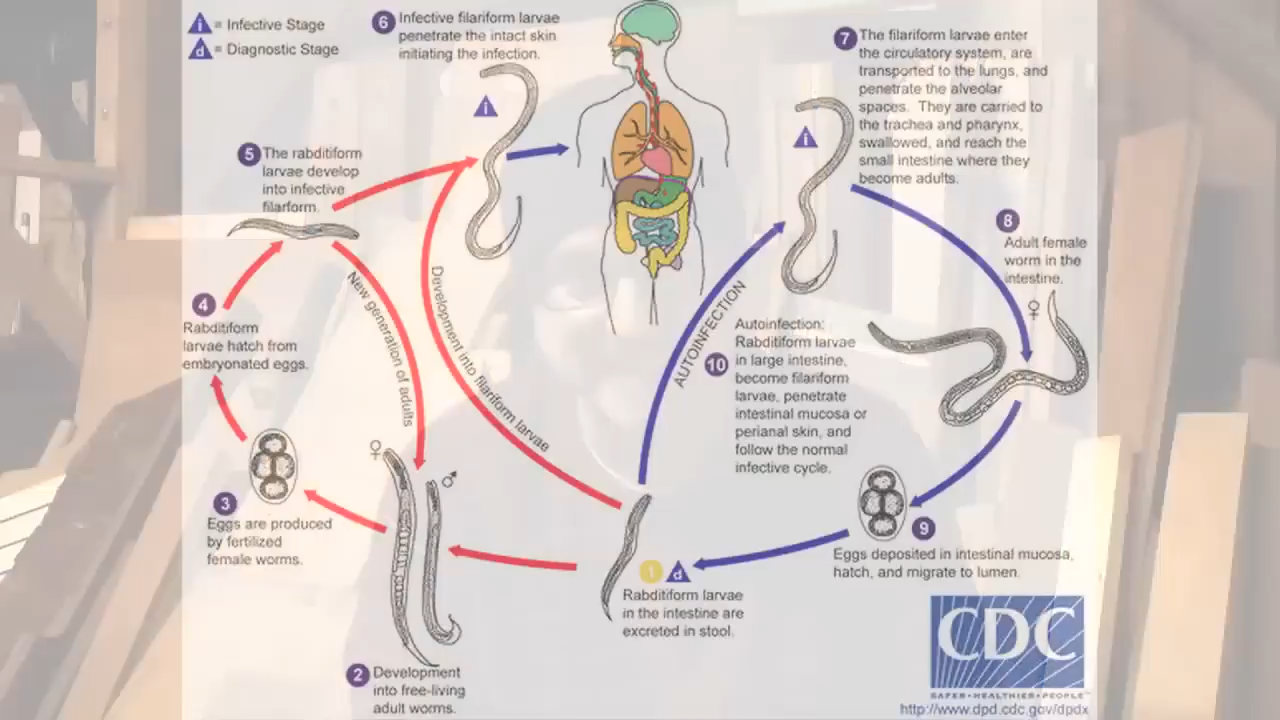 i = Infective Stage
d = Diagnostic Stage
6 Infective filariform larvae
penetrate the intact skin
initiating the infection.
i
7 The filariform larvae enter
the circulatory system, are
transported to the lungs, and
penetrate the alveolar
spaces. They are carried to
the trachea and pharynx,
swallowed, and reach the
small intestine where they
become adults.
i
5 The rabditiform
larvae develop
into infective
filarform.
8
Adult female
worm in the
intestine.
♀
4
Rabditiform
larvae hatch from
embryonated eggs.
New generation of adults
Development into filariform larvae
AUTOINFECTION
10
Autoinfection:
Rabditiform larvae
in large intestine,
become filariform
larvae, penetrate
intestinal mucosa or
perianal skin, and
follow the normal
infective cycle.
♀
♂
3
Eggs are produced
by fertilized
female worms.
9
Eggs deposited in intestinal mucosa,
hatch, and migrate to lumen.
1 d
Rabditiform larvae
in the intestine are
excreted in stool.
2 Development
into free-living
adult worms.
CDC
SAFER•HEALTHIER•PEOPLE™
http://www.dpd.cdc.gov/dpdx